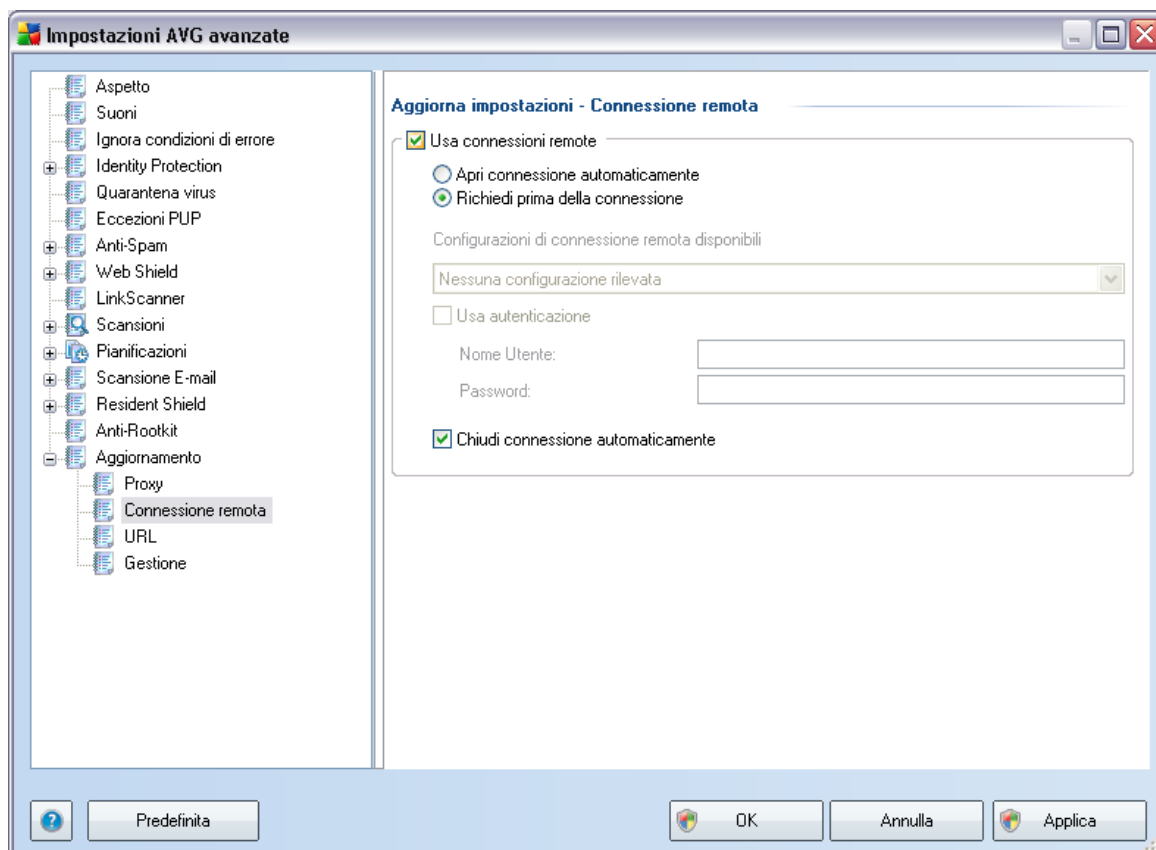 Impostazioni AVG avanzate
Aspetto
Suoni
Ignora condizioni di errore
Identity Protection
Quarantena virus
Eccezioni PUP
Anti-Spam
Web Shield
LinkScanner
Scansioni
Pianificazioni
Scansione E-mail
Resident Shield
Anti-Rootkit
Aggiornamento
Proxy
Connessione remota
URL
Gestione
Aggiorna impostazioni - Connessione remota
Usa connessioni remote
Apri connessione automaticamente
Richiedi prima della connessione
Configurazioni di connessione remota disponibili
Nessuna configurazione rilevata
Usa autenticazione
Nome Utente:
Password:
Chiudi connessione automaticamente
Predefinita
OK
Annulla
Applica